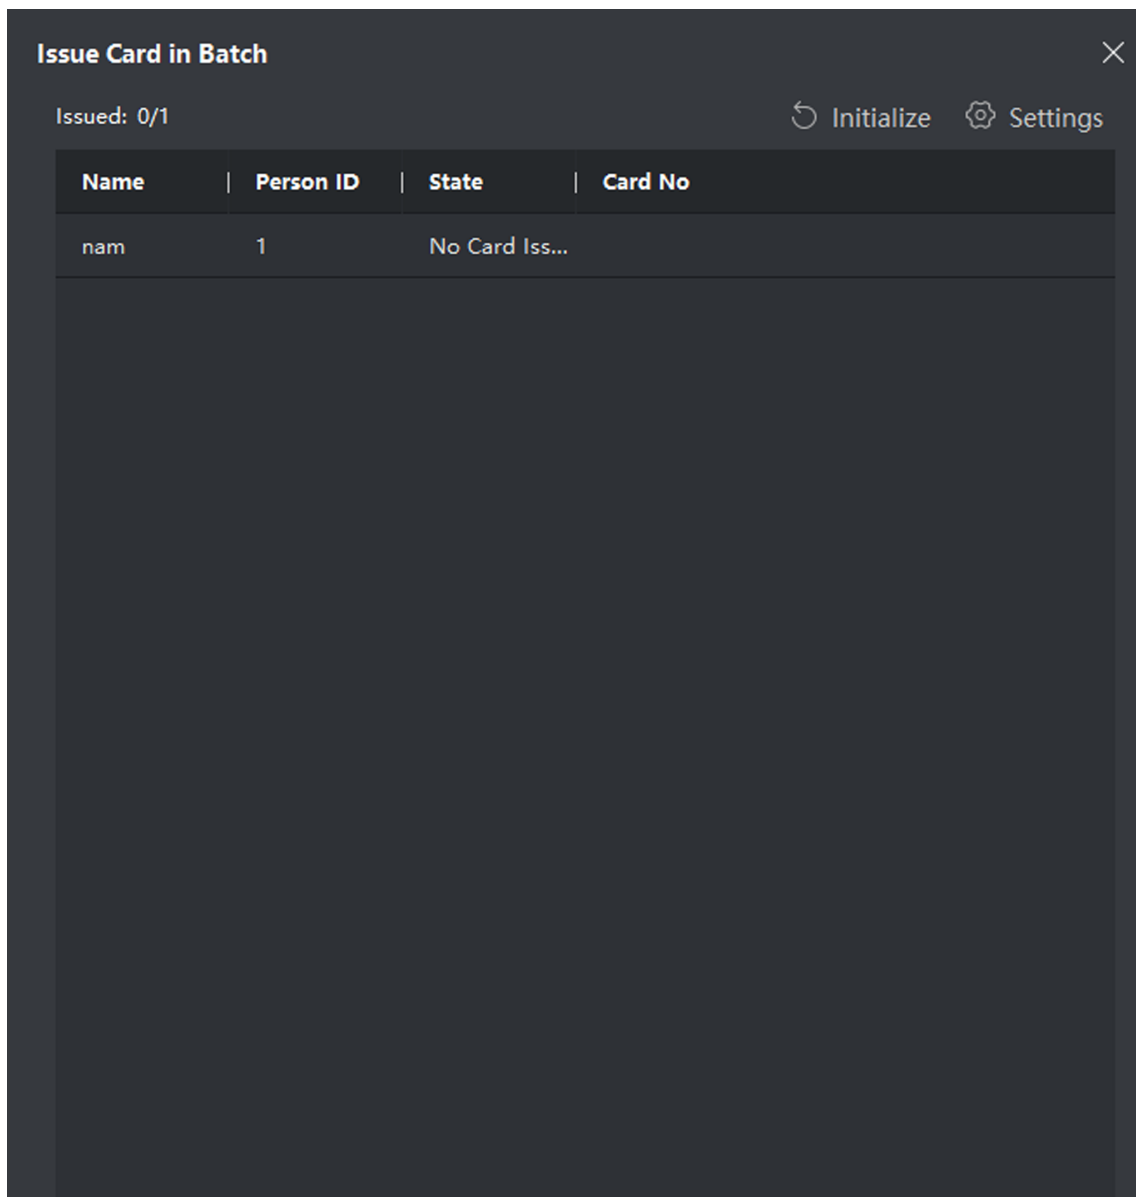 Issue Card in Batch
Issued: 0/1 Initialize Settings
Name | Person ID | State | Card No
nam 1 No Card Iss...